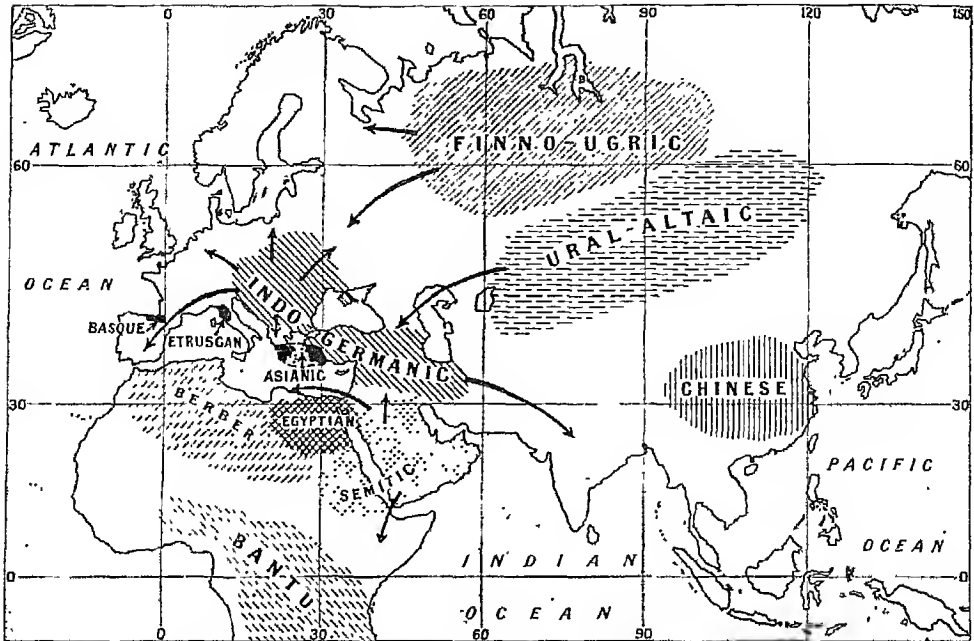 0 30 60 90 120 150
FINNO-UGRIC
ATLANTIC
60 60
URAL-ALTAIC
OCEAN
INDO
GERMANIC
BASQUE
ETRUSCAN
ASIANIC
CHINESE
30 30
BERBER
EGYPTIAN
SEMITIC
PACIFIC
OCEAN
BANTU
INDIAN
OCEAN
0 0
0 30 60 90 120